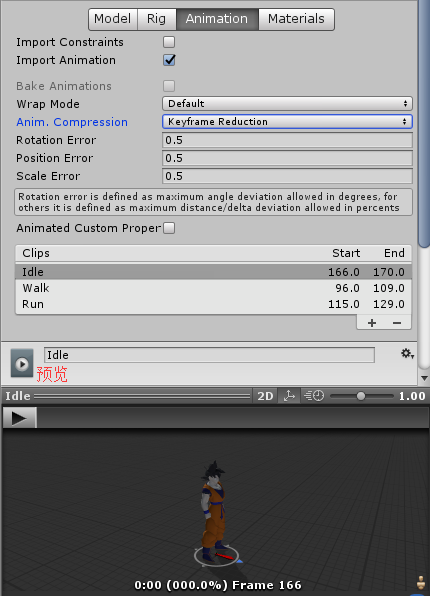 Model Rig Animation Materials
Import Constraints
Import Animation
Bake Animations
Wrap Mode Default
Anim. Compression Keyframe Reduction
Rotation Error 0.5
Position Error 0.5
Scale Error 0.5
Rotation error is defined as maximum angle deviation allowed in degrees, for
others it is defined as maximum distance/delta deviation allowed in percents
Animated Custom Proper
Clips Start End
Idle 166.0 170.0
Walk 96.0 109.0
Run 115.0 129.0
+ −
Idle
预览
Idle 2D 1.00
0:00 (000.0%) Frame 166